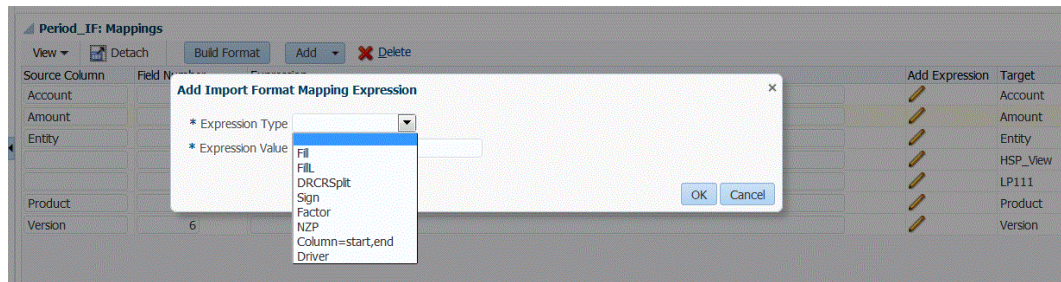 Period_IF: Mappings
View Detach Build Format Add Delete
Source Column Field Number Expression Add Expression Target
Account Account
Amount Amount
Entity Entity
HSP_View
LP111
Product Product
Version 6 Version
Add Import Format Mapping Expression ×
* Expression Type
* Expression Value
Fill
FillL
DRCRSplit
Sign
Factor
NZP
Column=start,end
Driver
OK Cancel